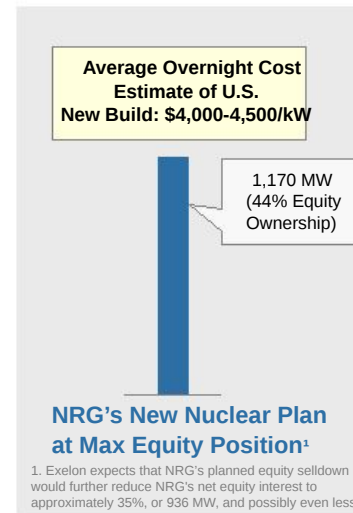 Average Overnight Cost
Estimate of U.S.
New Build: $4,000-4,500/kW
1,170 MW
(44% Equity
Ownership)
NRG's New Nuclear Plan
at Max Equity Position¹
1. Exelon expects that NRG's planned equity selldown
would further reduce NRG's net equity interest to
approximately 35%, or 936 MW, and possibly even less